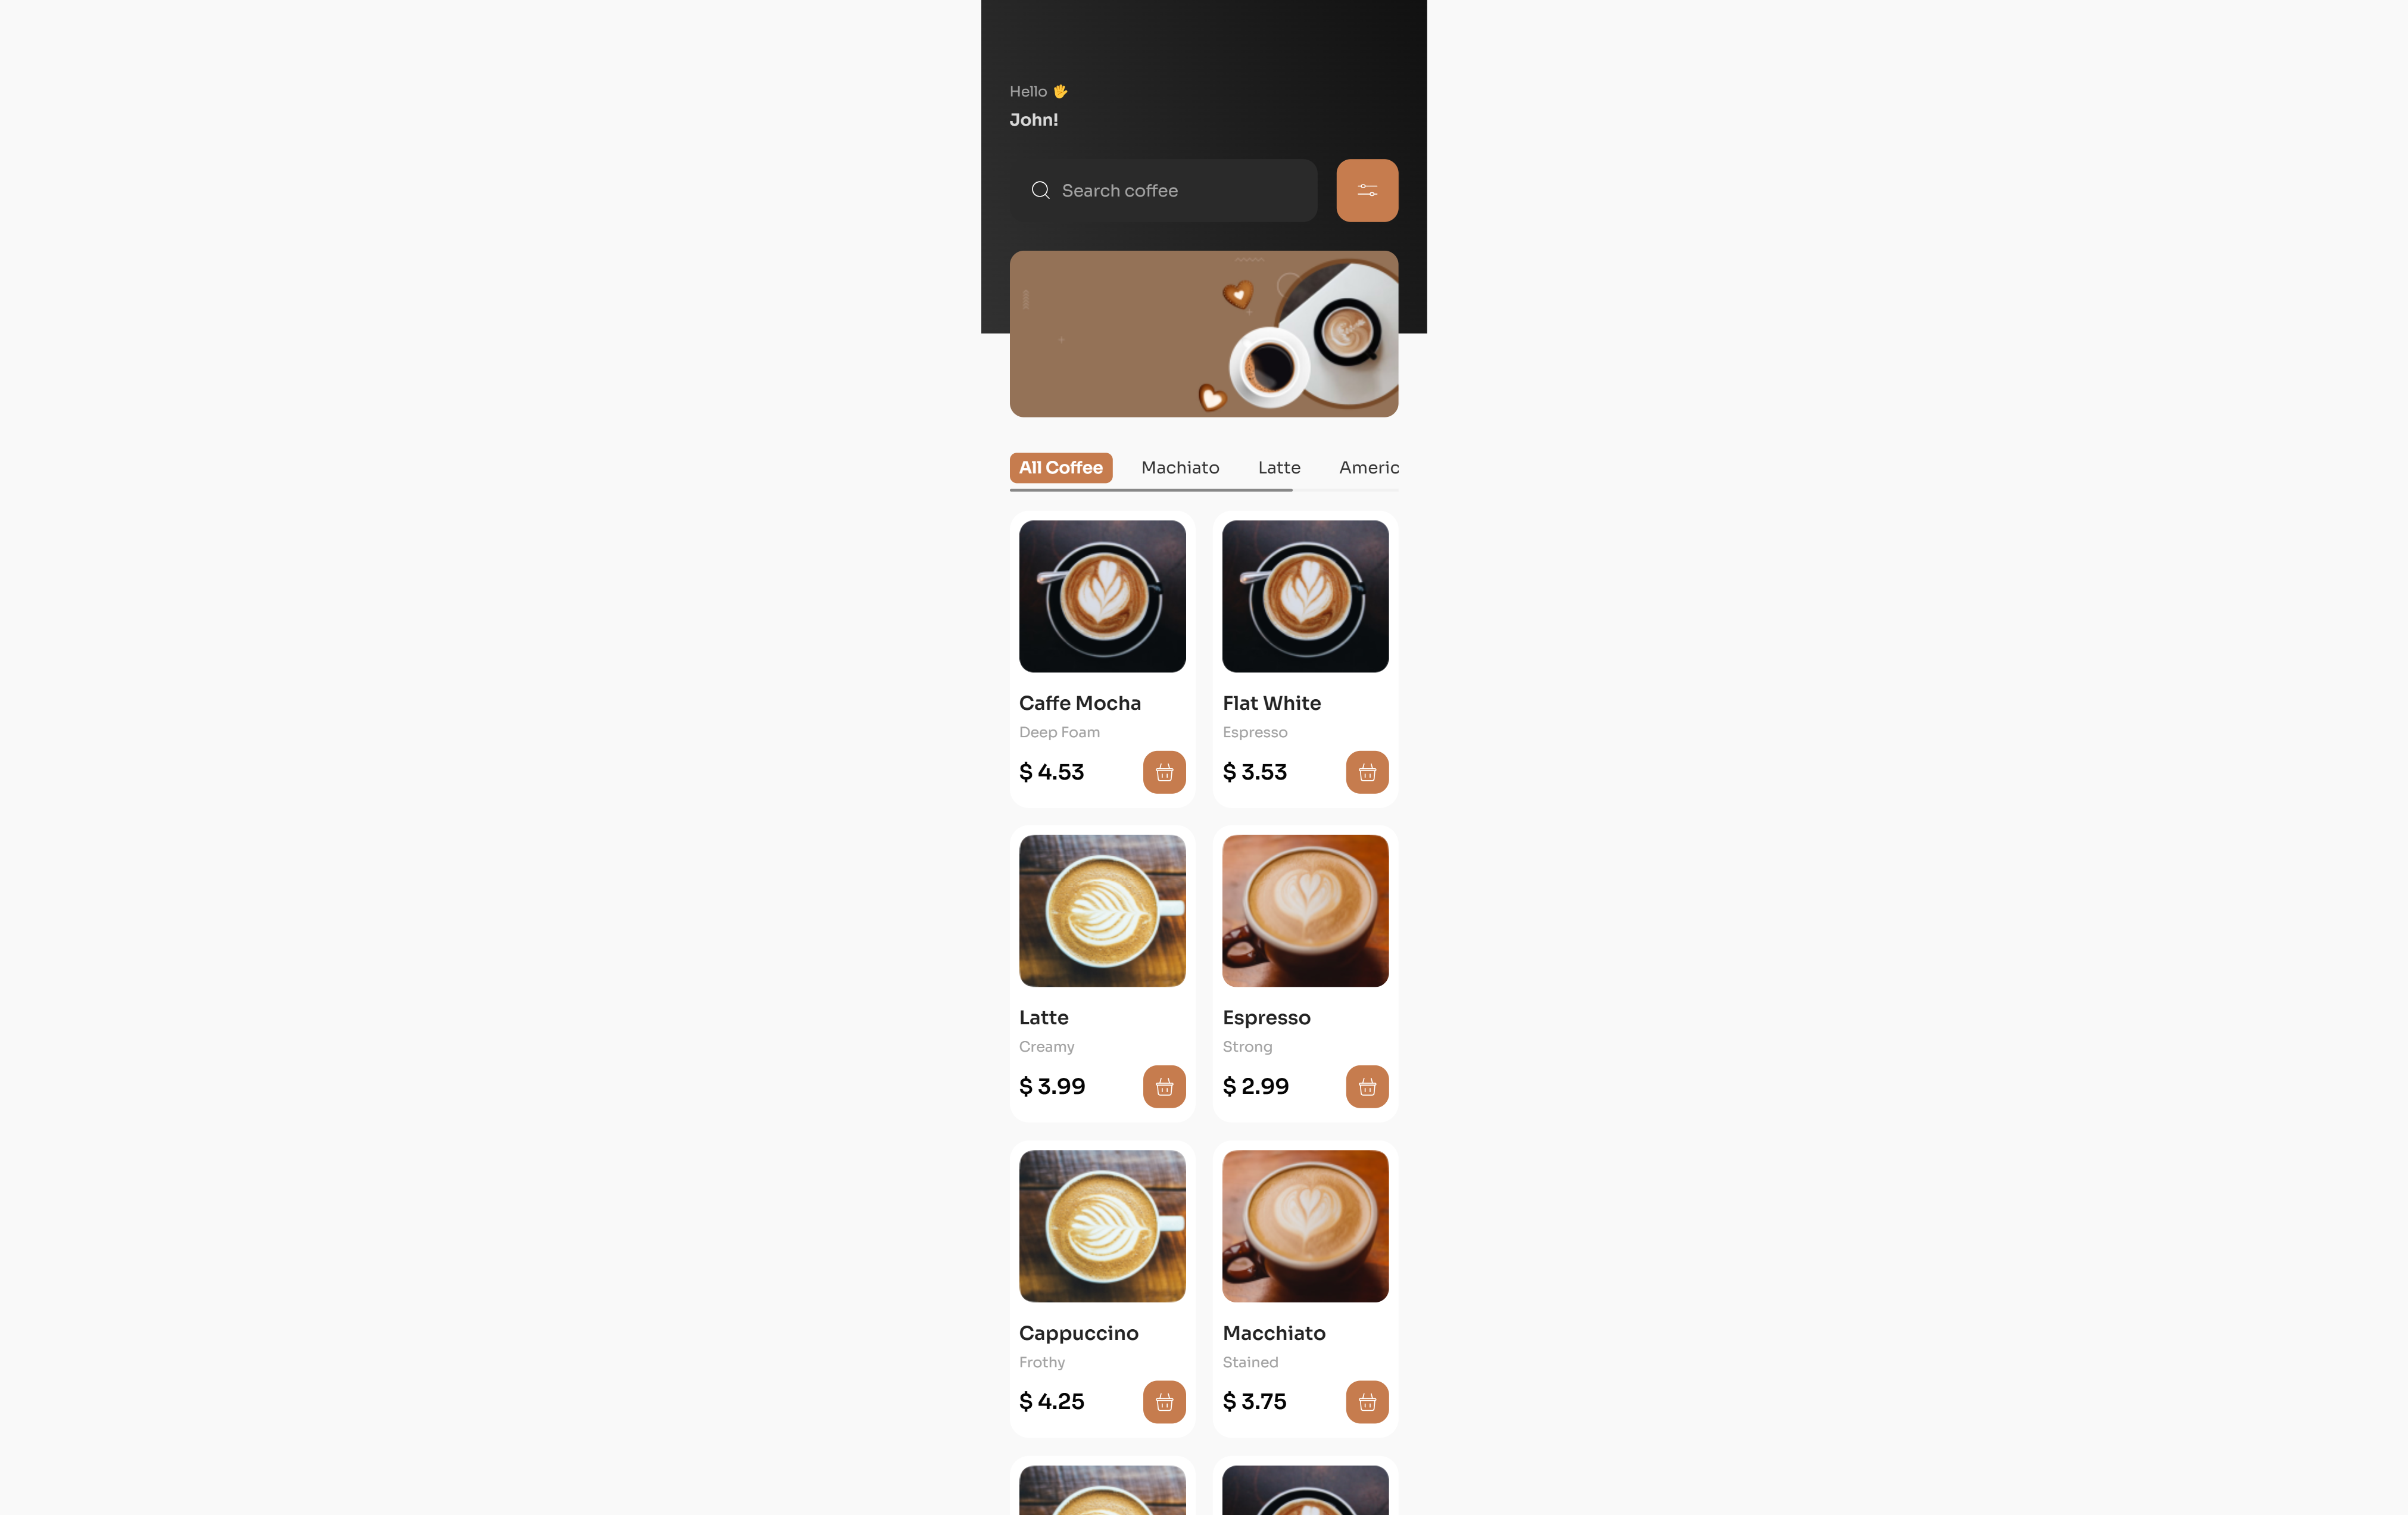 Hello 🖐
John!
Search coffee
All Coffee Machiato Latte Americ
Caffe Mocha
Deep Foam
$ 4.53
Flat White
Espresso
$ 3.53
Latte
Creamy
$ 3.99
Espresso
Strong
$ 2.99
Cappuccino
Frothy
$ 4.25
Macchiato
Stained
$ 3.75